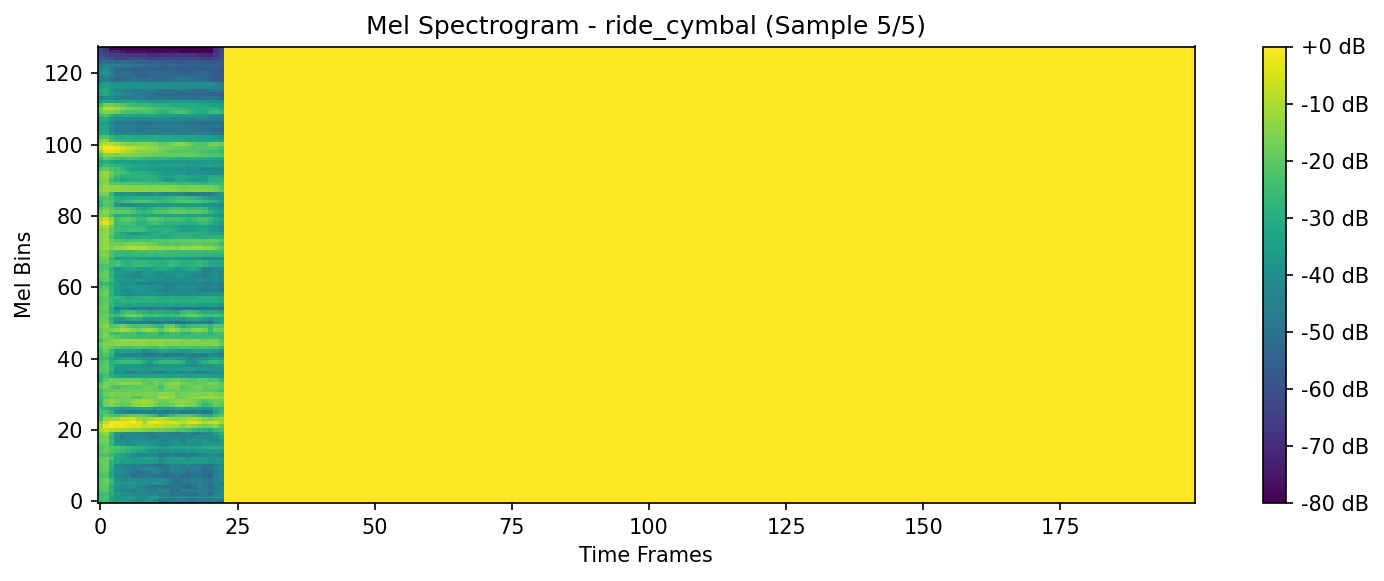 Mel Spectrogram - ride_cymbal (Sample 5/5)
Mel Bins
120
100
80
60
40
20
0
0 25 50 75 100 125 150 175
Time Frames
+0 dB
-10 dB
-20 dB
-30 dB
-40 dB
-50 dB
-60 dB
-70 dB
-80 dB